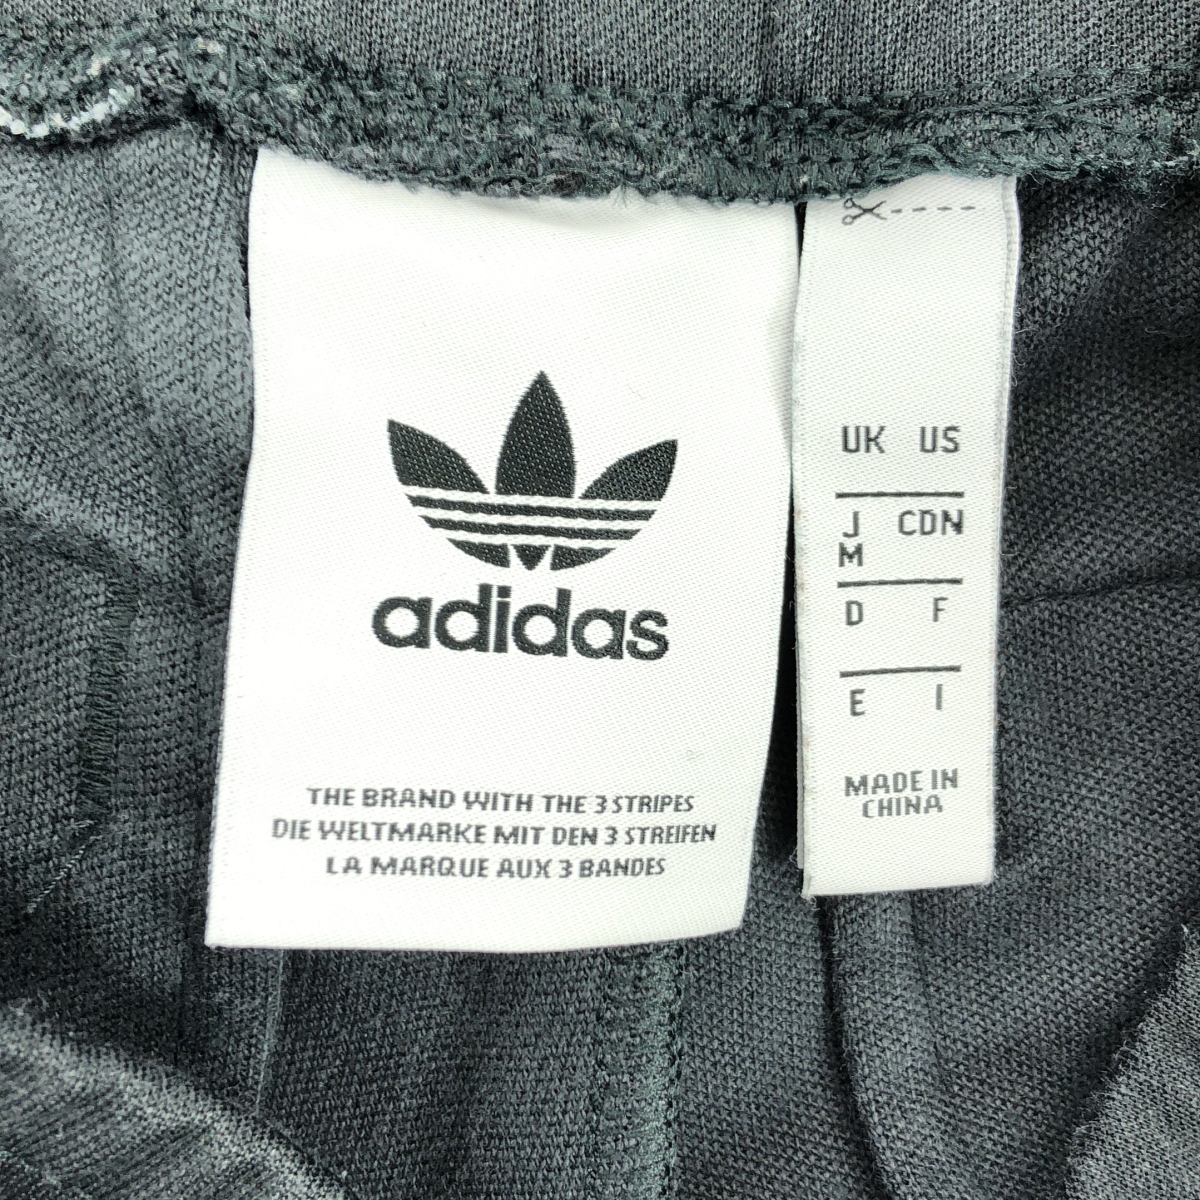 adidas
THE BRAND WITH THE 3 STRIPES
DIE WELTMARKE MIT DEN 3 STREIFEN
LA MARQUE AUX 3 BANDES
UK US
J CDN
M
D F
E I
MADE IN
CHINA